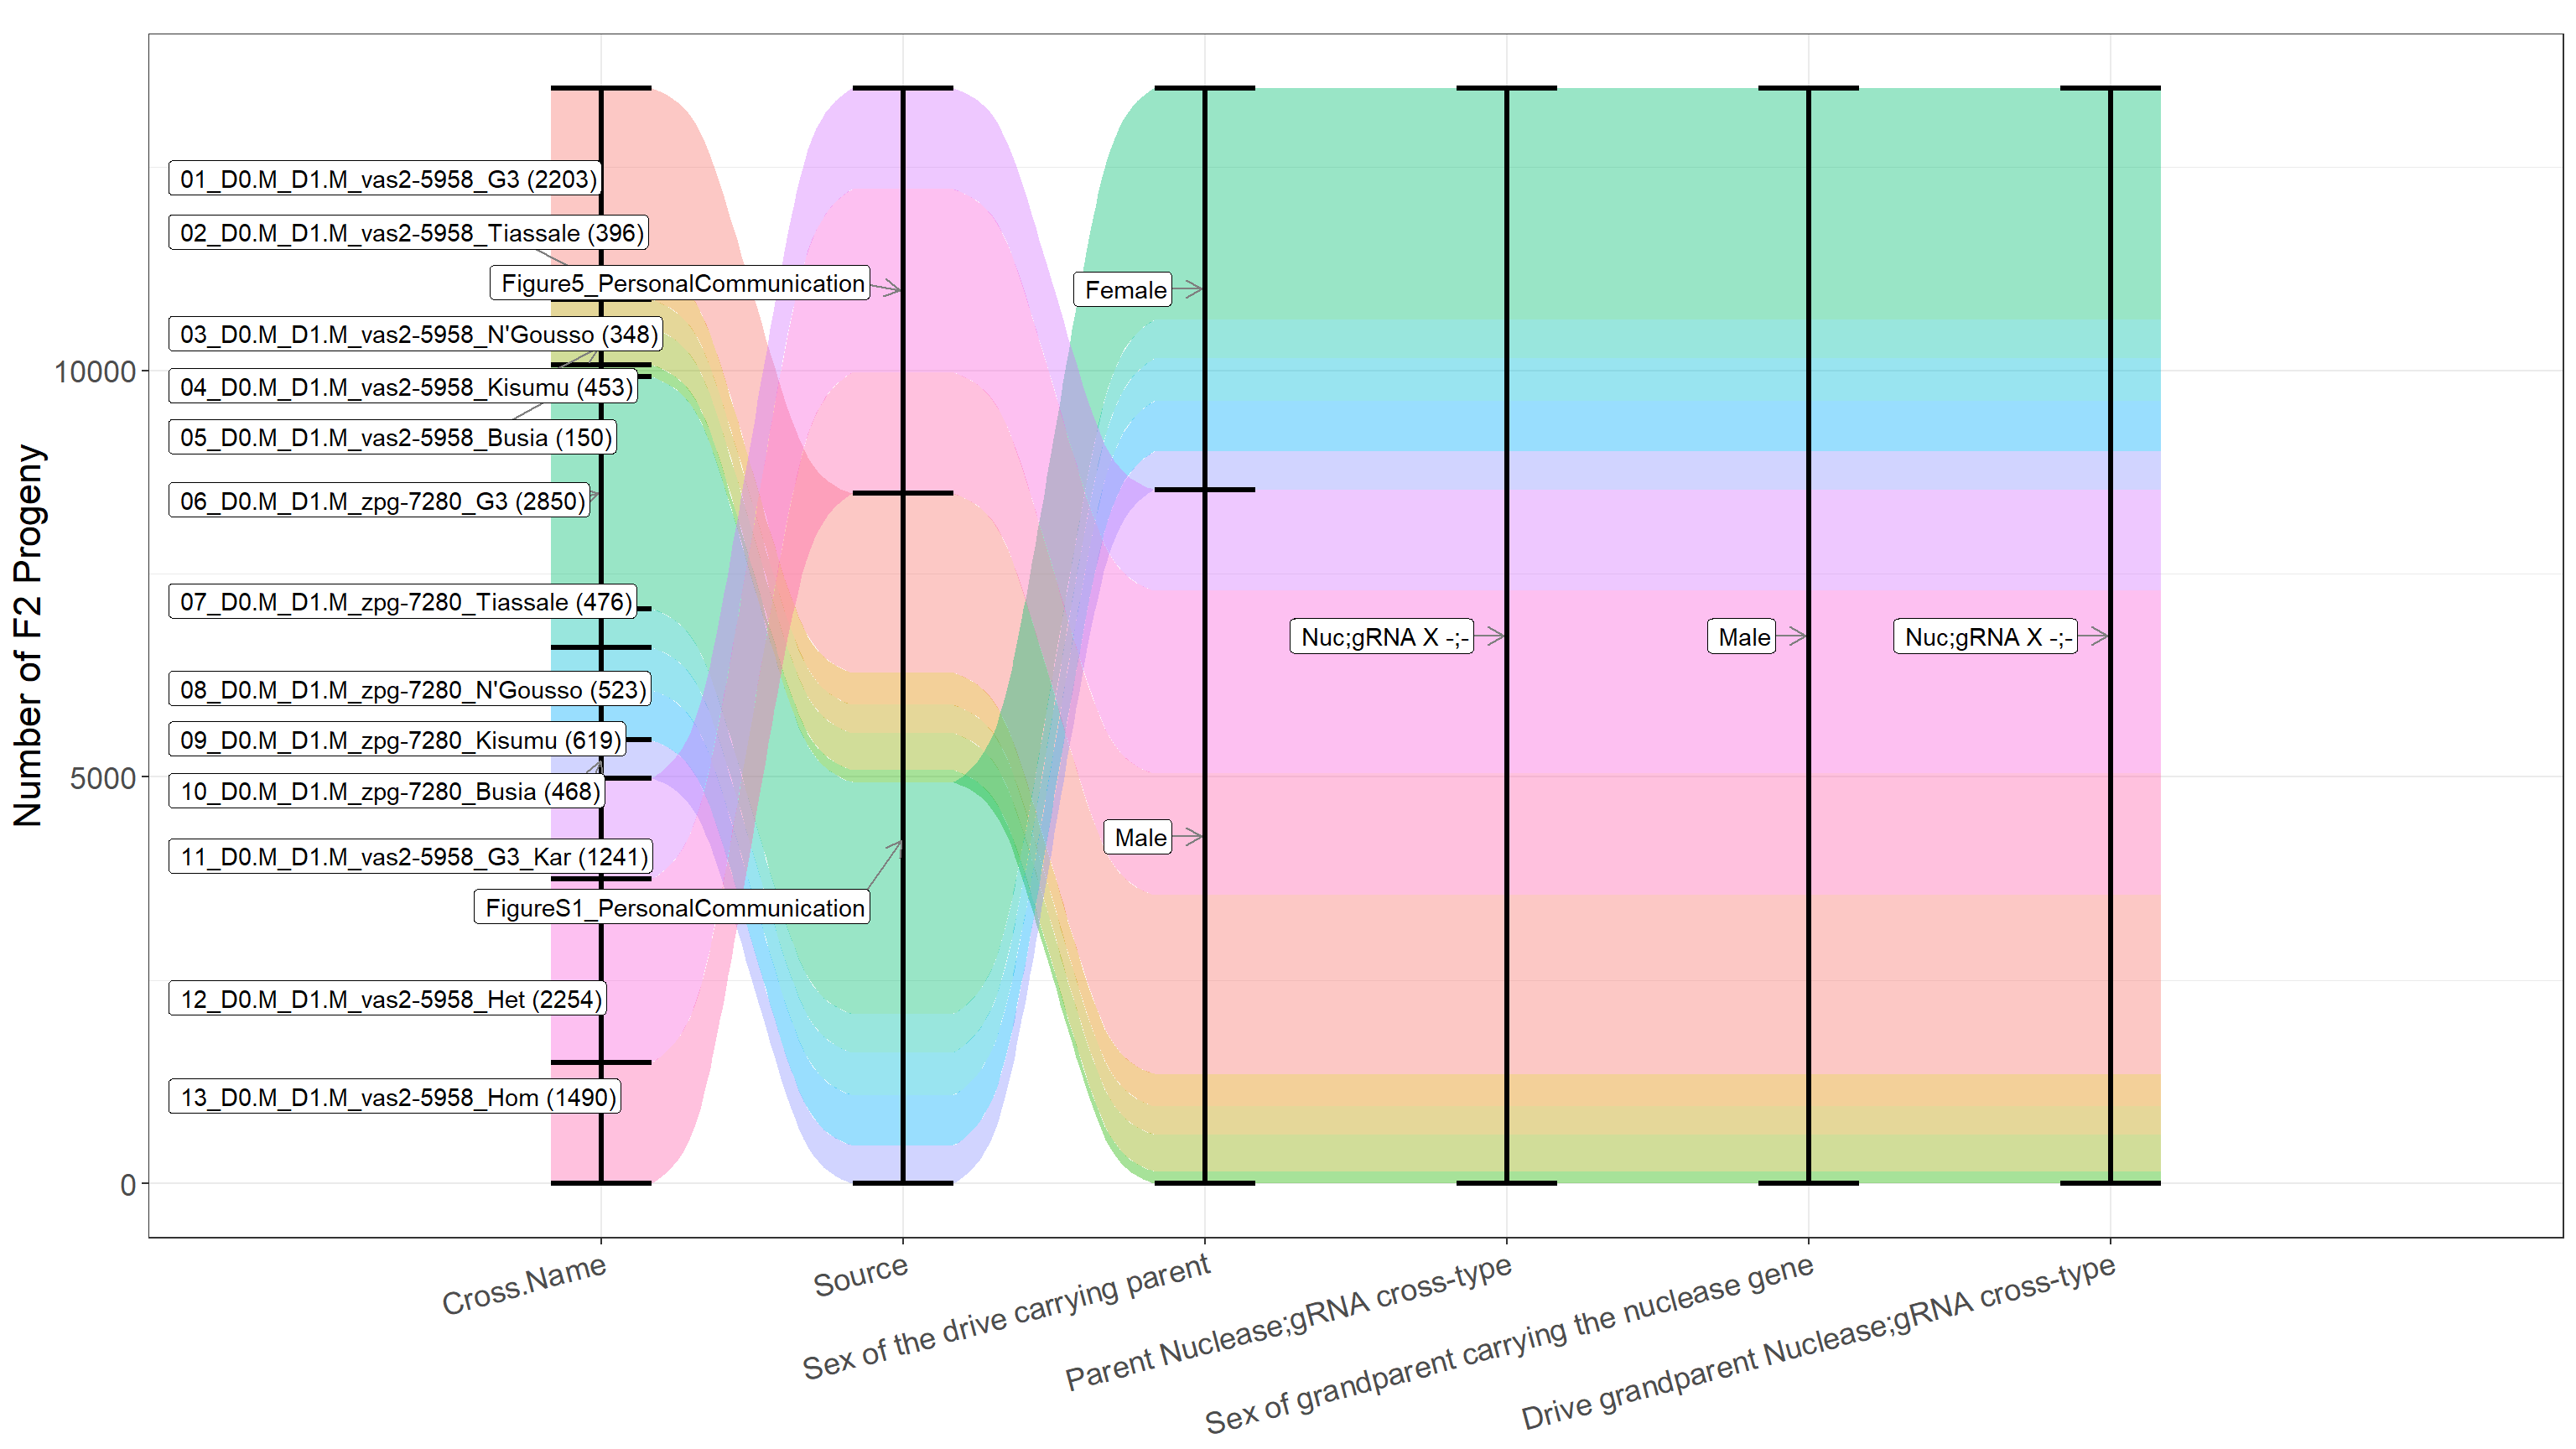 Number of F2 Progeny
10000
5000
0
01_D0.M_D1.M_vas2-5958_G3 (2203)
02_D0.M_D1.M_vas2-5958_Tiassale (396)
03_D0.M_D1.M_vas2-5958_N'Gousso (348)
04_D0.M_D1.M_vas2-5958_Kisumu (453)
05_D0.M_D1.M_vas2-5958_Busia (150)
06_D0.M_D1.M_zpg-7280_G3 (2850)
07_D0.M_D1.M_zpg-7280_Tiassale (476)
08_D0.M_D1.M_zpg-7280_N'Gousso (523)
09_D0.M_D1.M_zpg-7280_Kisumu (619)
10_D0.M_D1.M_zpg-7280_Busia (468)
11_D0.M_D1.M_vas2-5958_G3_Kar (1241)
12_D0.M_D1.M_vas2-5958_Het (2254)
13_D0.M_D1.M_vas2-5958_Hom (1490)
Figure5_PersonalCommunication
FigureS1_PersonalCommunication
Female
Male
Nuc;gRNA X -;-
Male
Nuc;gRNA X -;-
Cross.Name
Source
Sex of the drive carrying parent
Parent Nuclease;gRNA cross-type
Sex of grandparent carrying the nuclease gene
Drive grandparent Nuclease;gRNA cross-type